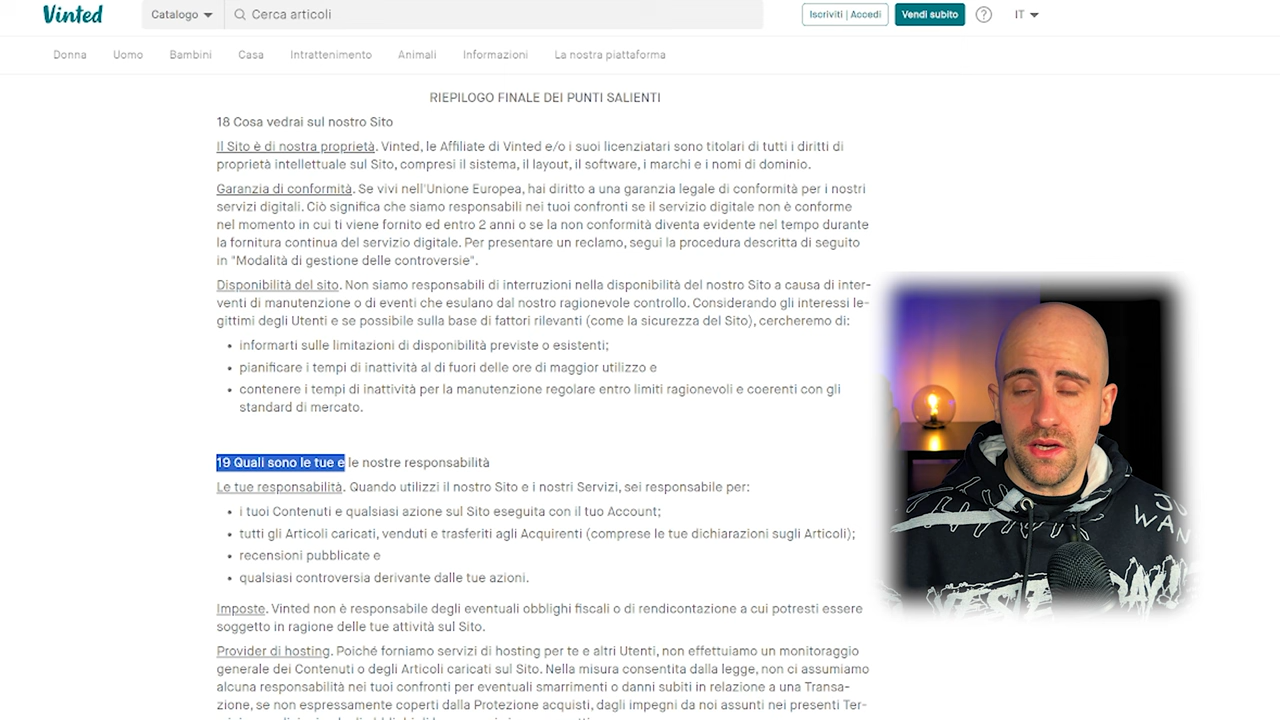 Vinted
Catalogo
Cerca articoli
Iscriviti | Accedi
Vendi subito
?
IT
Donna
Uomo
Bambini
Casa
Intrattenimento
Animali
Informazioni
La nostra piattaforma
RIEPILOGO FINALE DEI PUNTI SALIENTI
18 Cosa vedrai sul nostro Sito
Il Sito è di nostra proprietà. Vinted, le Affiliate di Vinted e/o i suoi licenziatari sono titolari di tutti i diritti di
proprietà intellettuale sul Sito, compresi il sistema, il layout, il software, i marchi e i nomi di dominio.
Garanzia di conformità. Se vivi nell'Unione Europea, hai diritto a una garanzia legale di conformità per i nostri
servizi digitali. Ciò significa che siamo responsabili nei tuoi confronti se il servizio digitale non è conforme
nel momento in cui ti viene fornito ed entro 2 anni o se la non conformità diventa evidente nel tempo durante
la fornitura continua del servizio digitale. Per presentare un reclamo, segui la procedura descritta di seguito
in "Modalità di gestione delle controversie".
Disponibilità del sito. Non siamo responsabili di interruzioni nella disponibilità del nostro Sito a causa di inter-
venti di manutenzione o di eventi che esulano dal nostro ragionevole controllo. Considerando gli interessi le-
gittimi degli Utenti e se possibile sulla base di fattori rilevanti (come la sicurezza del Sito), cercheremo di:
• informarti sulle limitazioni di disponibilità previste o esistenti;
• pianificare i tempi di inattività al di fuori delle ore di maggior utilizzo e
• contenere i tempi di inattività per la manutenzione regolare entro limiti ragionevoli e coerenti con gli
standard di mercato.
19 Quali sono le tue e le nostre responsabilità
Le tue responsabilità. Quando utilizzi il nostro Sito e i nostri Servizi, sei responsabile per:
• i tuoi Contenuti e qualsiasi azione sul Sito eseguita con il tuo Account;
• tutti gli Articoli caricati, venduti e trasferiti agli Acquirenti (comprese le tue dichiarazioni sugli Articoli);
• recensioni pubblicate e
• qualsiasi controversia derivante dalle tue azioni.
Imposte. Vinted non è responsabile degli eventuali obblighi fiscali o di rendicontazione a cui potresti essere
soggetto in ragione delle tue attività sul Sito.
Provider di hosting. Poiché forniamo servizi di hosting per te e altri Utenti, non effettuiamo un monitoraggio
generale dei Contenuti o degli Articoli caricati sul Sito. Nella misura consentita dalla legge, non ci assumiamo
alcuna responsabilità nei tuoi confronti per eventuali smarrimenti o danni subiti in relazione a una Transa-
zione, se non espressamente coperti dalla Protezione acquisti, dagli impegni da noi assunti nei presenti Ter-